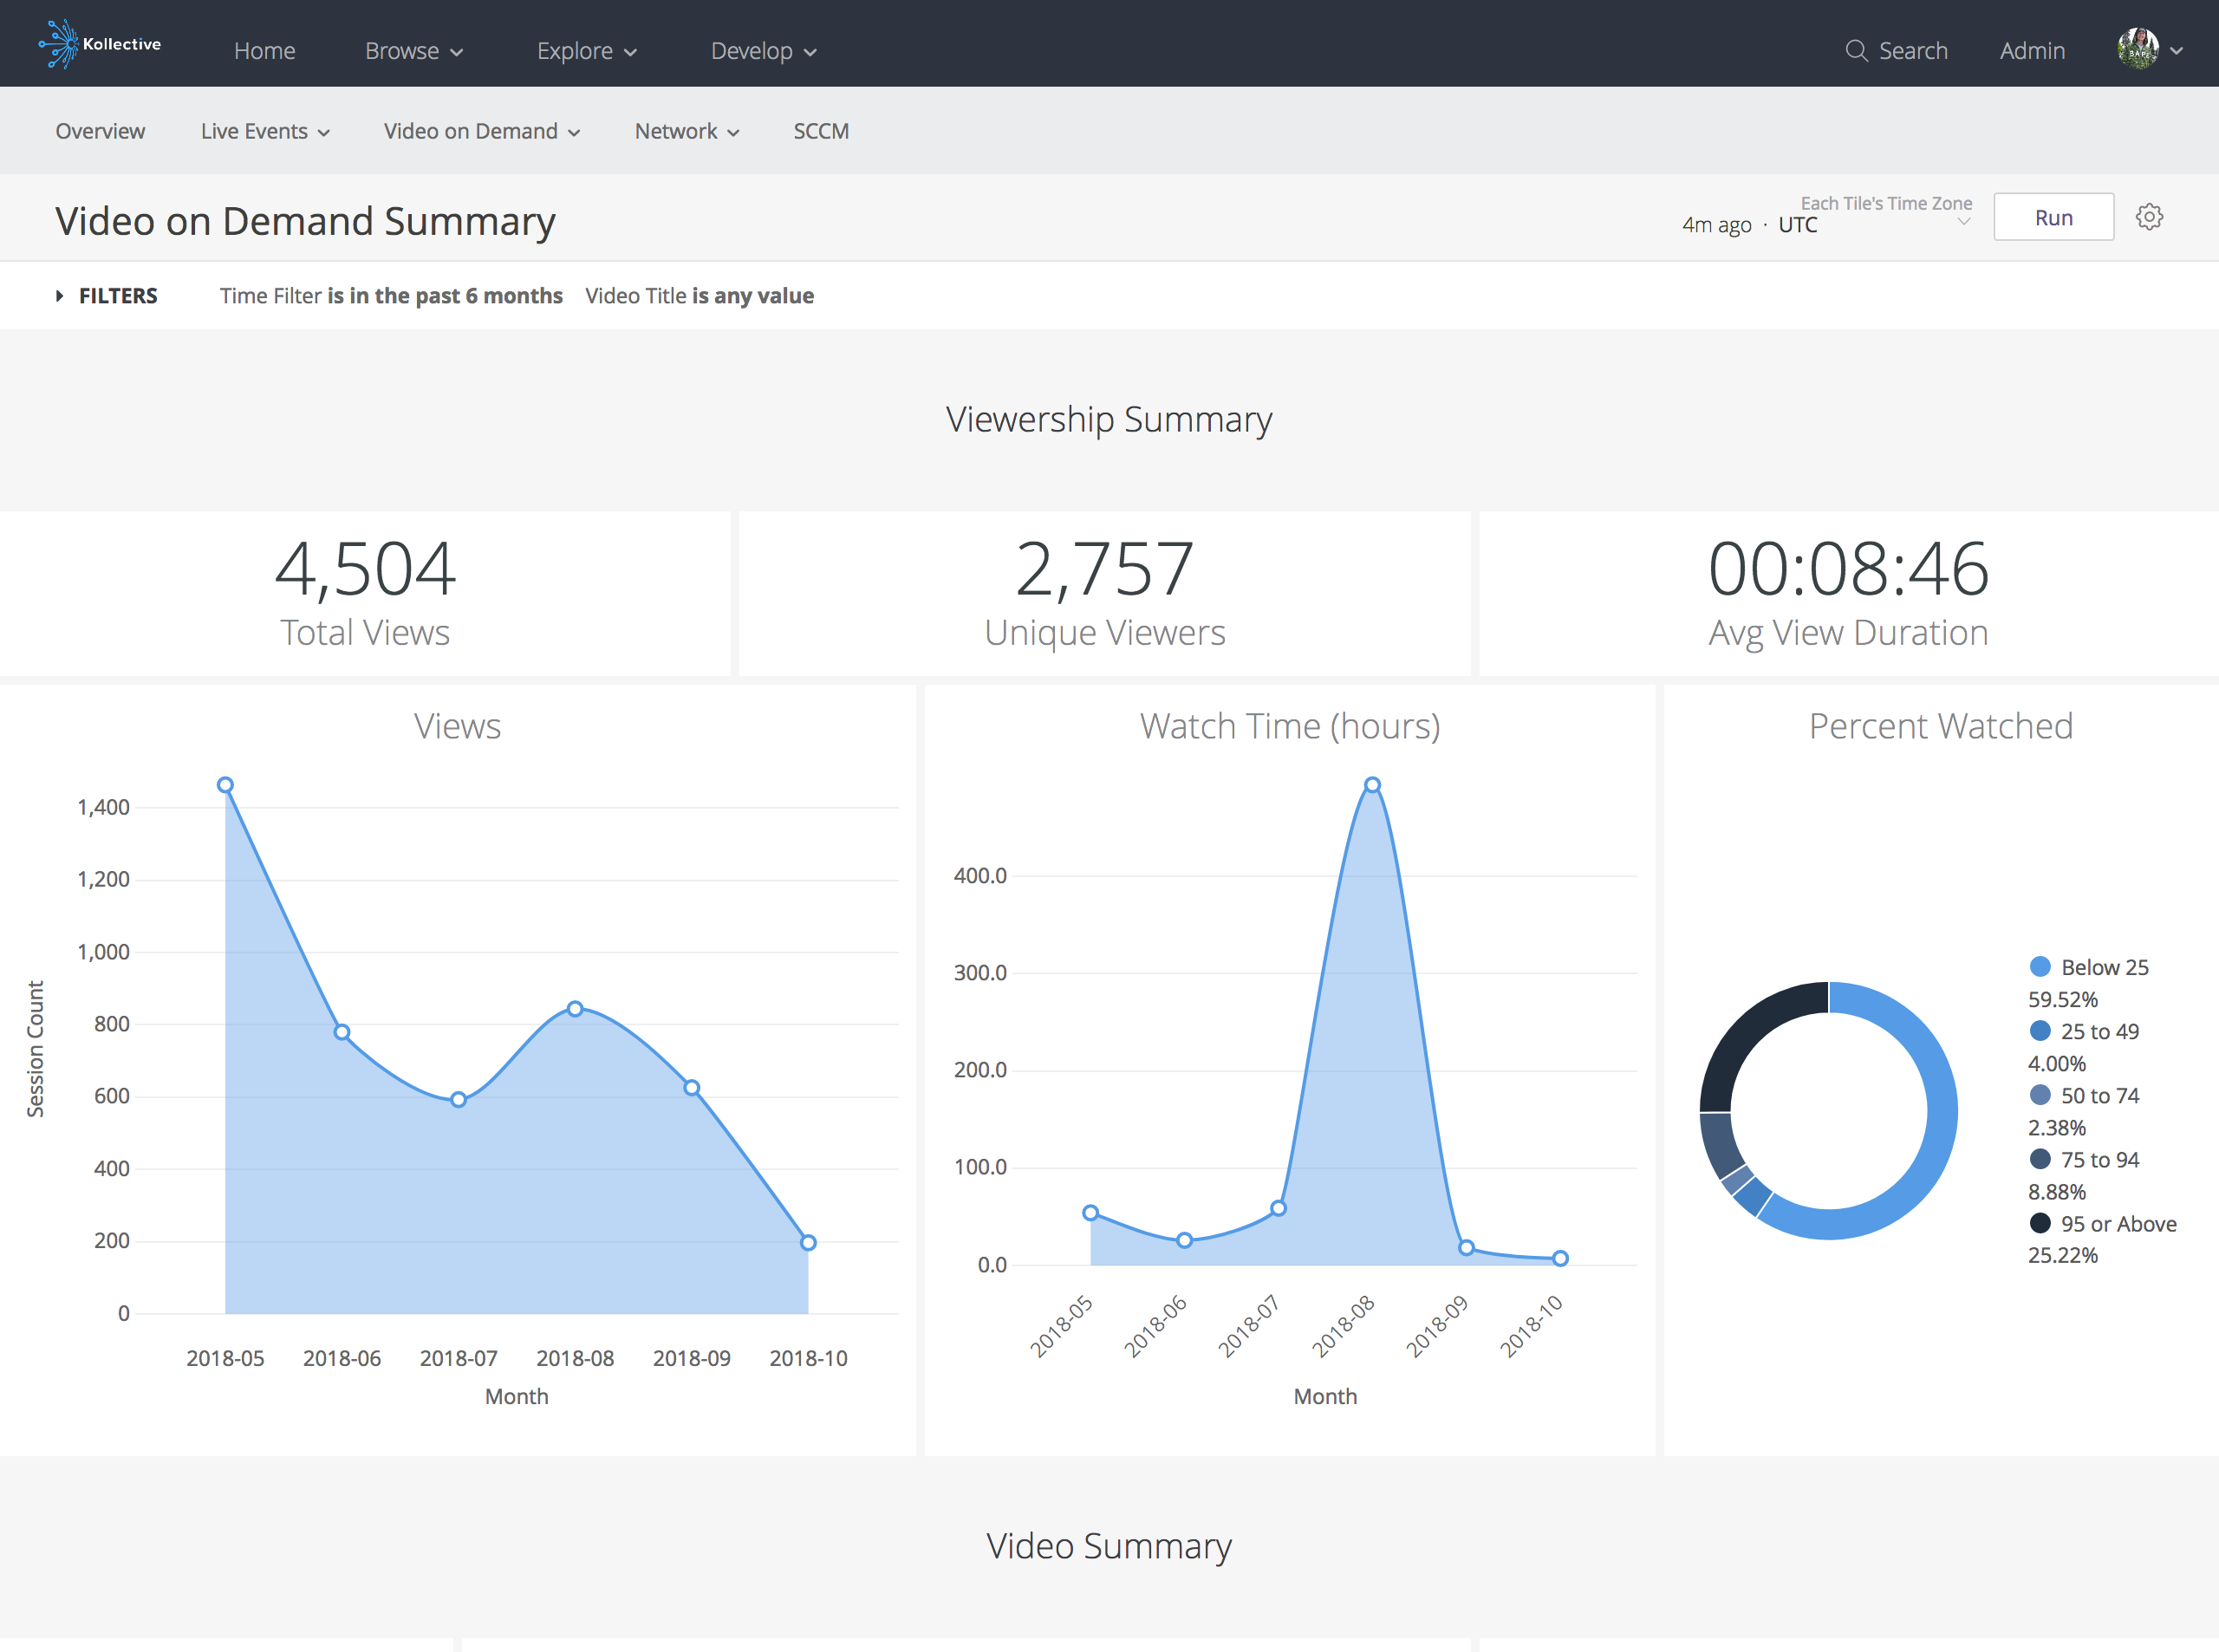 Kollective Home Browse Explore Develop Search Admin
Overview Live Events Video on Demand Network SCCM
Video on Demand Summary
Each Tile's Time Zone
4m ago · UTC
Run
FILTERS Time Filter is in the past 6 months Video Title is any value
Viewership Summary
4,504
Total Views
2,757
Unique Viewers
00:08:46
Avg View Duration
Views
Session Count
1,400
1,200
1,000
800
600
400
200
0
2018-05 2018-06 2018-07 2018-08 2018-09 2018-10
Month
Watch Time (hours)
400.0
300.0
200.0
100.0
0.0
2018-05 2018-06 2018-07 2018-08 2018-09 2018-10
Month
Percent Watched
Below 25
59.52%
25 to 49
4.00%
50 to 74
2.38%
75 to 94
8.88%
95 or Above
25.22%
Video Summary